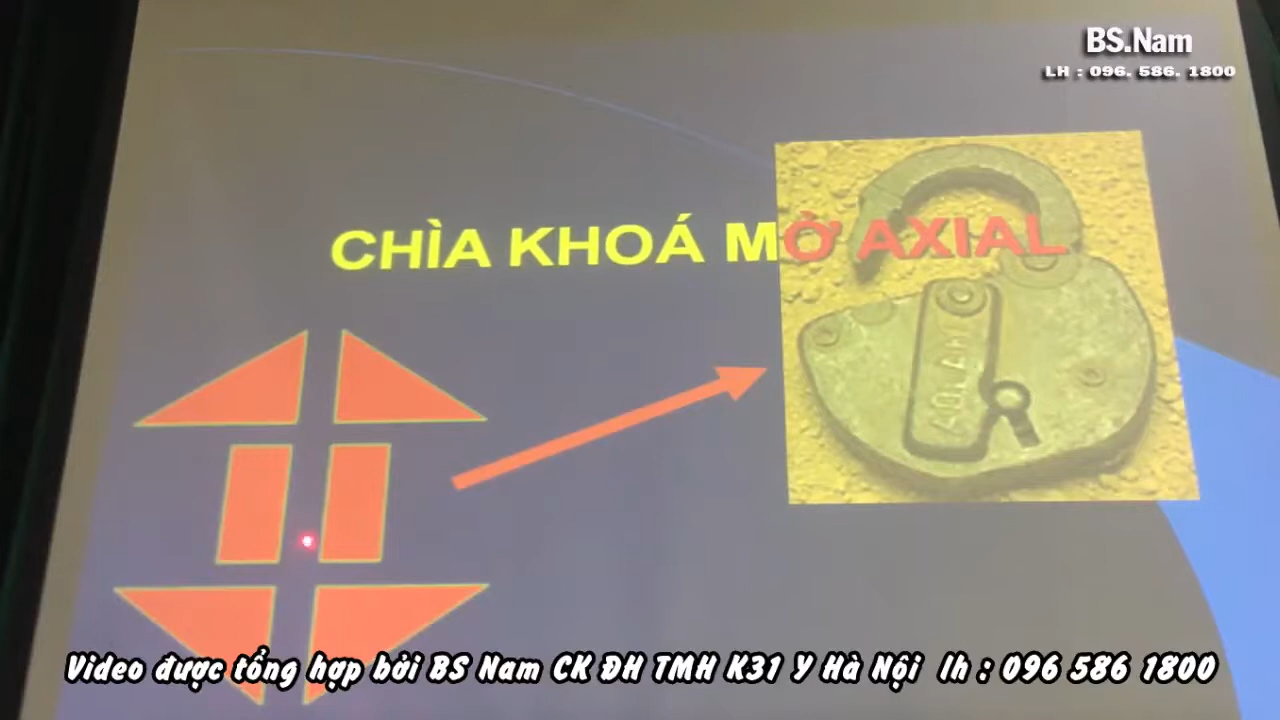 BS.Nam
LH : 096. 586. 1800
CHÌA KHOÁ MỞ AXIAL
Video được tổng hợp bởi BS Nam CK ĐH TMH K31 Y Hà Nội lh : 096 586 1800